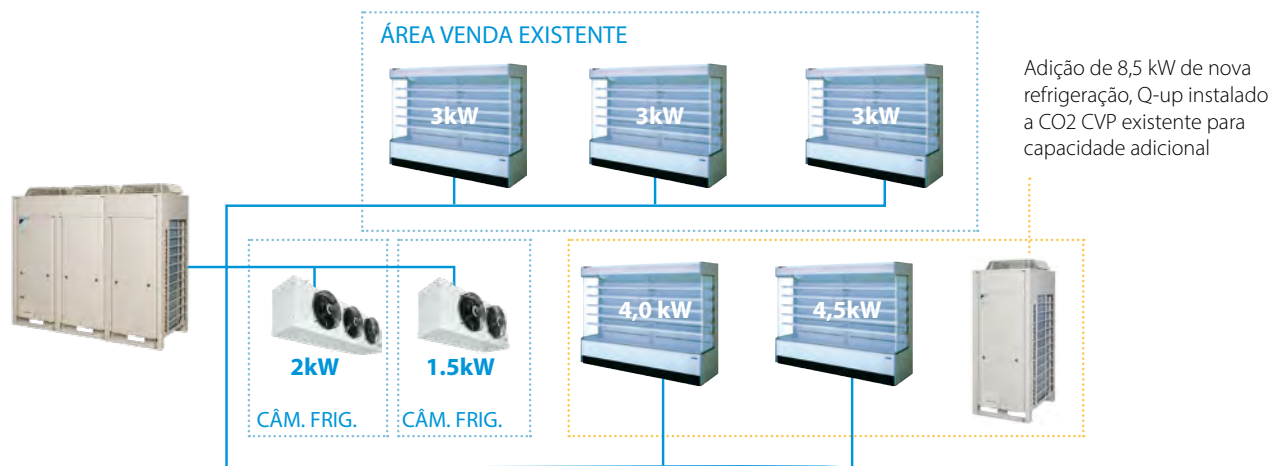 ÁREA VENDA EXISTENTE
3kW
3kW
3kW
Adição de 8,5 kW de nova
refrigeração, Q-up instalado
a CO2 CVP existente para
capacidade adicional
2kW
1.5kW
4,0 kW
4,5kW
CÂM. FRIG.
CÂM. FRIG.